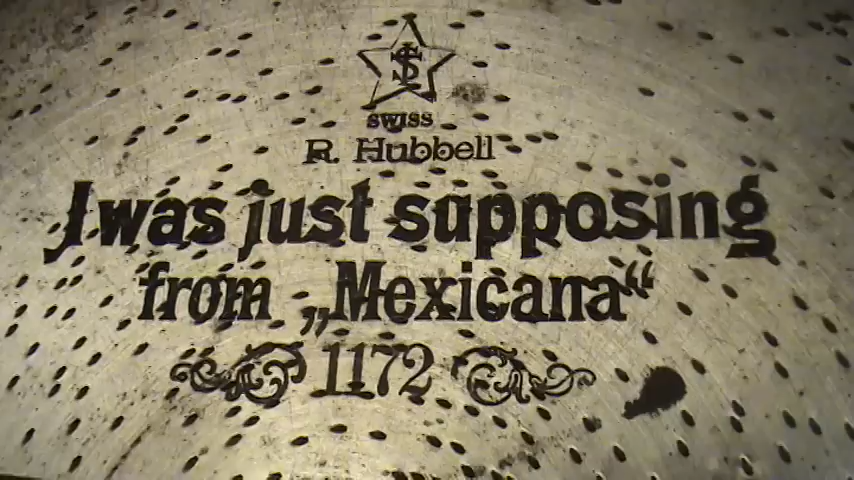 SWISS
R. Hubbell
I was just supposing
from „Mexicana“
1172